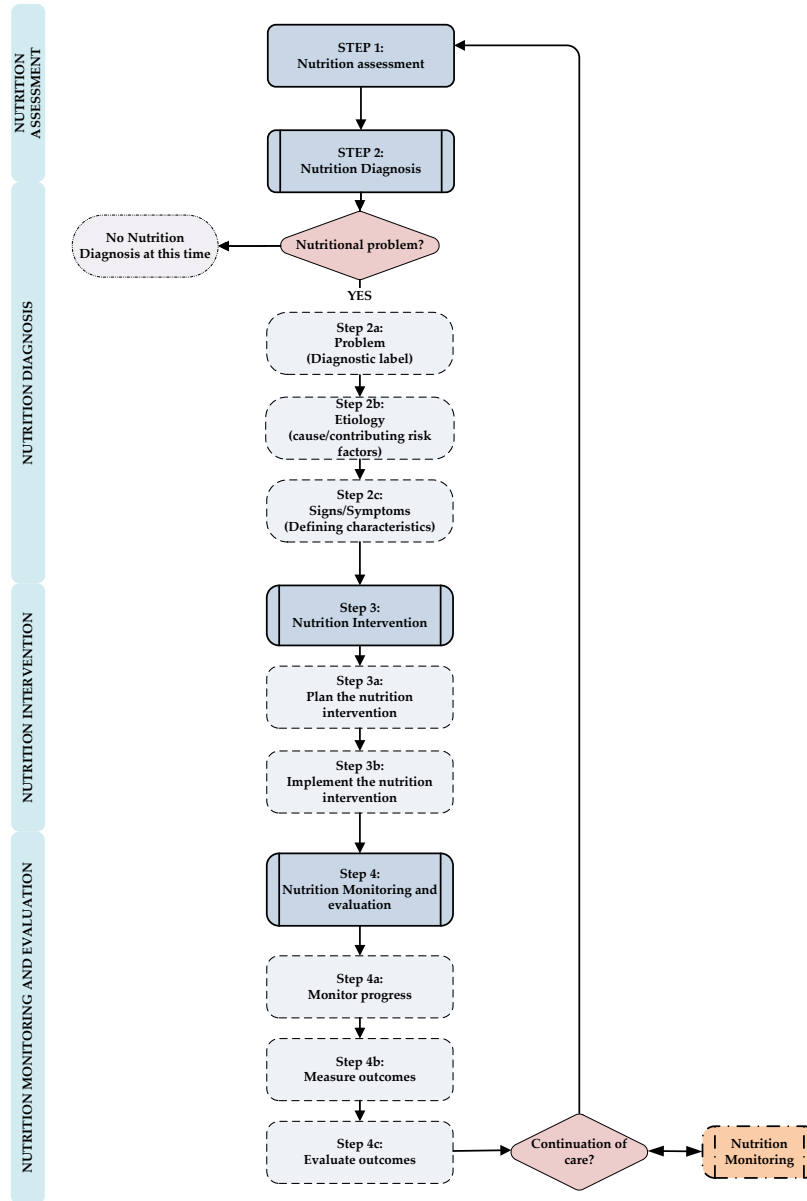 NUTRITION
ASSESSMENT
STEP 1:
Nutrition assessment
STEP 2:
Nutrition Diagnosis
NUTRITION DIAGNOSIS
Nutritional problem?
No Nutrition
Diagnosis at this time
YES
Step 2a:
Problem
(Diagnostic label)
Step 2b:
Etiology
(cause/contributing risk
factors)
Step 2c:
Signs/Symptoms
(Defining characteristics)
NUTRITION INTERVENTION
Step 3:
Nutrition Intervention
Step 3a:
Plan the nutrition
intervention
Step 3b:
Implement the nutrition
intervention
NUTRITION MONITORING AND EVALUATION
Step 4:
Nutrition Monitoring and
evaluation
Step 4a:
Monitor progress
Step 4b:
Measure outcomes
Step 4c:
Evaluate outcomes
Continuation of
care?
Nutrition
Monitoring